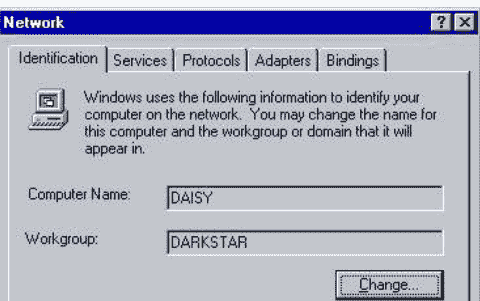 Network
Identification Services Protocols Adapters Bindings
Windows uses the following information to identify your
computer on the network. You may change the name for
this computer and the workgroup or domain that it will
appear in.
Computer Name: DAISY
Workgroup: DARKSTAR
Change...